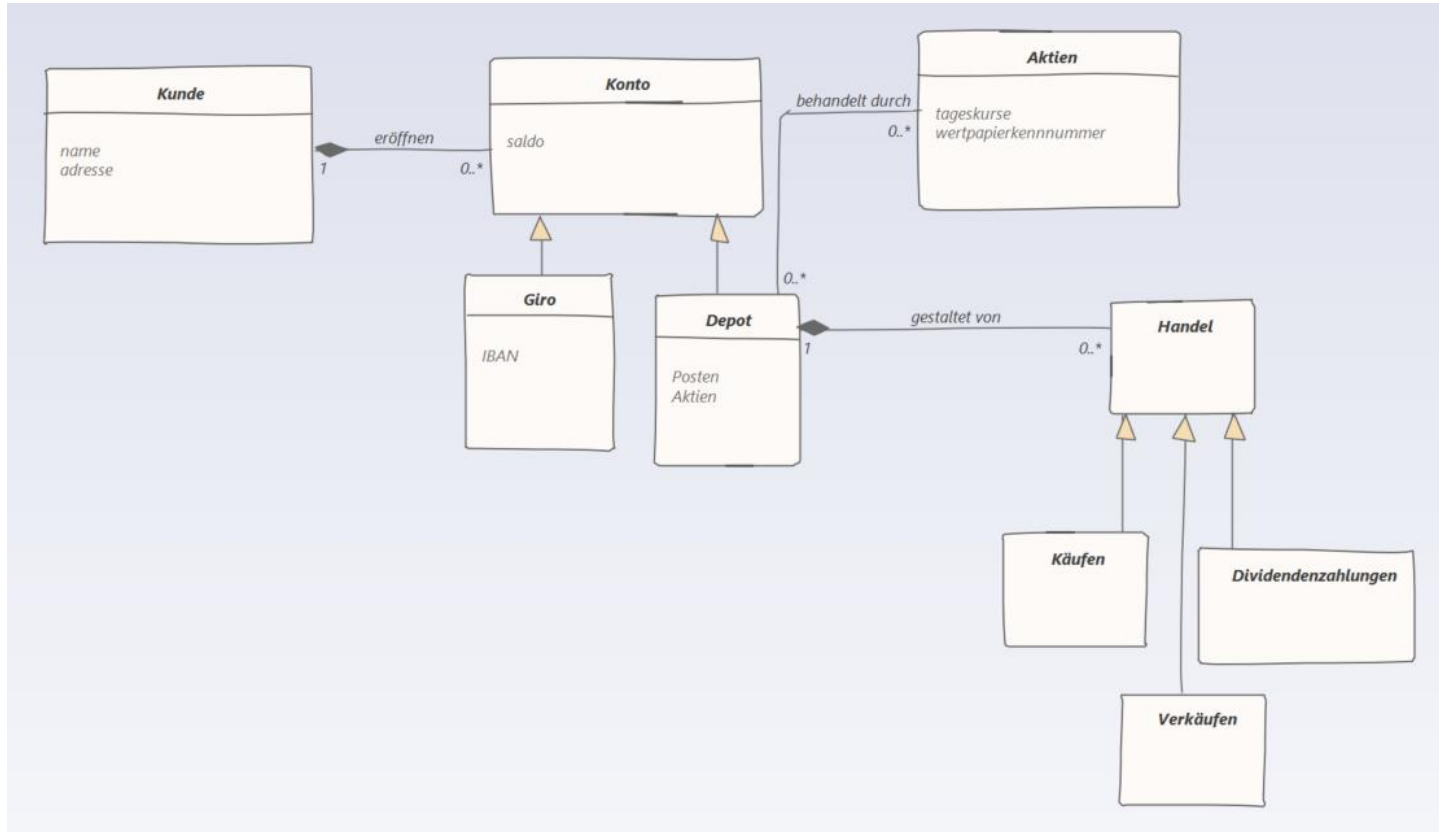 Kunde
name
adresse
eröffnen
1
0..*
Konto
saldo
behandelt durch
0..*
Aktien
tageskurse
wertpapierkennnummer
Giro
IBAN
0..*
Depot
Posten
Aktien
gestaltet von
1
0..*
Handel
Käufen
Dividendenzahlungen
Verkäufen